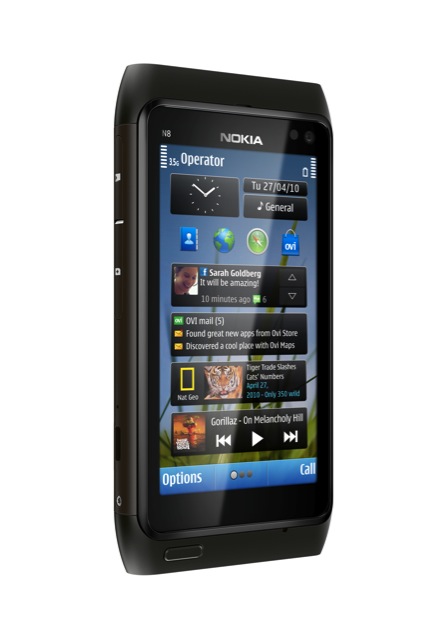 N8
NOKIA
3.5G Operator
Tu 27/04/10
General
ovi
Sarah Goldberg
It will be amazing!
10 minutes ago 6
OVI mail (5)
Found great new apps from Ovi Store
Discovered a cool place with Ovi Maps
Nat Geo
Tiger Trade Slashes
Cats' Numbers
April 27,
2010 - Only 350 wild
Gorillaz - On Melancholy Hill
Options
Call